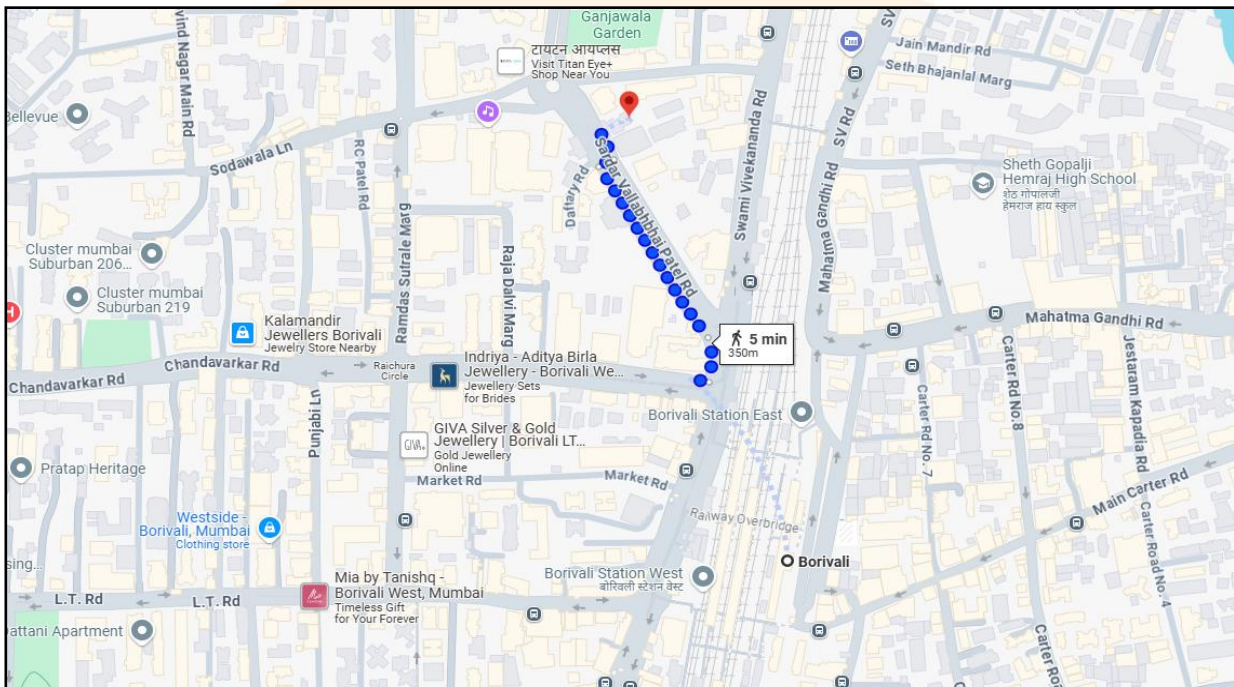 Ganjawala
Garden
टायटन आयप्लस
Visit Titan Eye+
Shop Near You
Jain Mandir Rd
Seth Bhajanlal Marg
vind Nagar Main Rd
Bellevue
Sodawala Ln
RC Patel Rd
Daftary Rd
Sardar Vallabhbhai Patel Rd
Swami Vivekananda Rd
SV Rd
SV Rd
Mahatma Gandhi Rd
Sheth Gopalji
Hemraj High School
शेठ गोपालजी
हेमराज हाय स्कुल
Cluster mumbai
Suburban 206...
Cluster mumbai
Suburban 219
H
Ramdas Sutrale Marg
Raja Dalvi Marg
Kalamandir
Jewellers Borivali
Jewelry Store Nearby
5 min
350m
Mahatma Gandhi Rd
Chandavarkar Rd
Chandavarkar Rd
Raichura
Circle
Indriya - Aditya Birla
Jewellery - Borivali We...
Jewellery Sets
for Brides
Carter Rd No.8
Jestaram Kapadia Rd
Carter Rd No. 7
Borivali Station East
Punjabi Ln
GIVA
GIVA Silver & Gold
Jewellery | Borivali LT...
Gold Jewellery
Online
Pratap Heritage
Market Rd
Market Rd
Main Carter Rd
Westside -
Borivali, Mumbai
Clothing store
Railway Overbridge
Carter Road No. 4
sing...
Borivali
Mia by Tanishq -
Borivali West, Mumbai
Timeless Gift
for Your Forever
Borivali Station West
बोरिवली स्टेशन वेस्ट
L.T. Rd
L.T. Rd
attani Apartment
Carter Rd